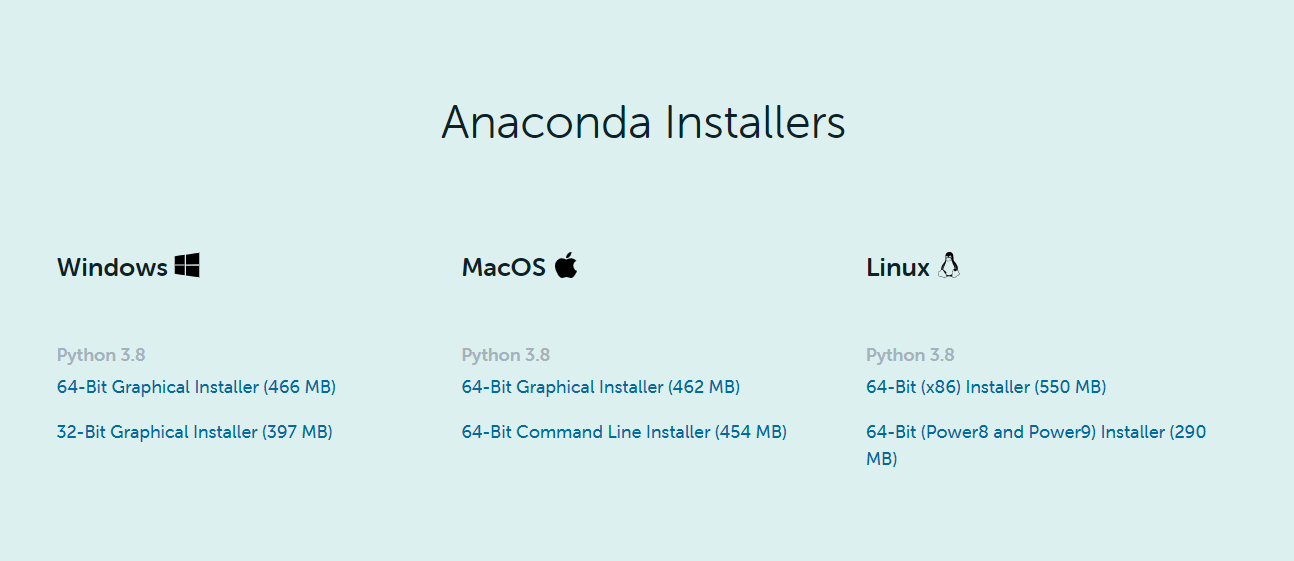 Anaconda Installers
Windows
Python 3.8
64-Bit Graphical Installer (466 MB)
32-Bit Graphical Installer (397 MB)
MacOS
Python 3.8
64-Bit Graphical Installer (462 MB)
64-Bit Command Line Installer (454 MB)
Linux
Python 3.8
64-Bit (x86) Installer (550 MB)
64-Bit (Power8 and Power9) Installer (290
MB)